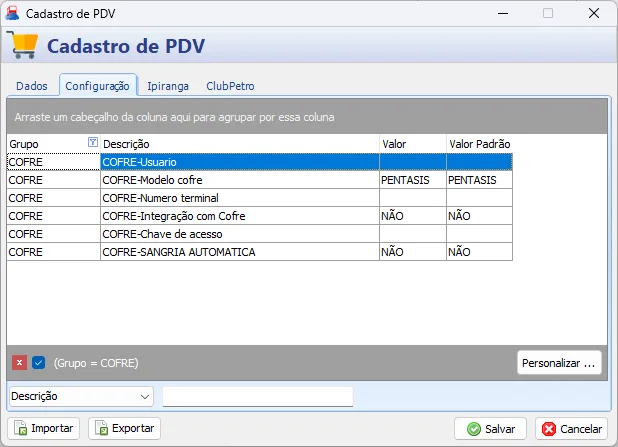 Cadastro de PDV
Cadastro de PDV
Dados Configuração Ipiranga ClubPetro
Arraste um cabeçalho da coluna aqui para agrupar por essa coluna
Grupo Descrição Valor Valor Padrão
COFRE COFRE-Usuario
COFRE COFRE-Modelo cofre PENTASIS PENTASIS
COFRE COFRE-Numero terminal
COFRE COFRE-Integração com Cofre NÃO NÃO
COFRE COFRE-Chave de acesso
COFRE COFRE-SANGRIA AUTOMATICA NÃO NÃO
(Grupo = COFRE) Personalizar ...
Descrição
Importar Exportar Salvar Cancelar